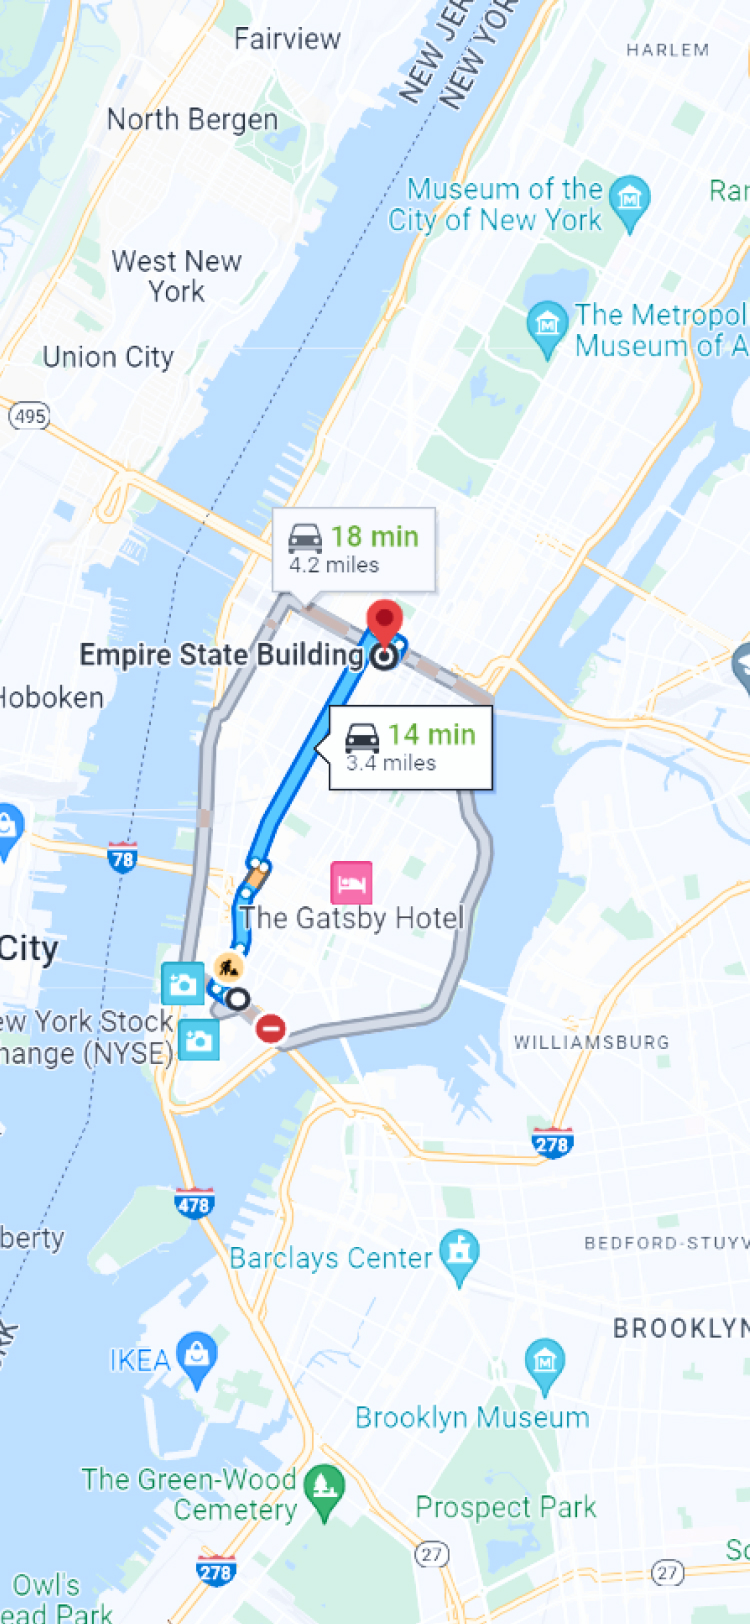 Fairview
NEW JER
NEW YOR
HARLEM
North Bergen
Museum of the
City of New York
Ran
West New
York
The Metropol
Museum of A
Union City
495
18 min
4.2 miles
Empire State Building
Hoboken
14 min
3.4 miles
78
The Gatsby Hotel
City
ew York Stock
hange (NYSE)
WILLIAMSBURG
278
478
berty
BEDFORD-STUYV
Barclays Center
RK
BROOKLYN
IKEA
Brooklyn Museum
The Green-Wood
Cemetery
Prospect Park
27
So
278
27
Owl's
ead Park